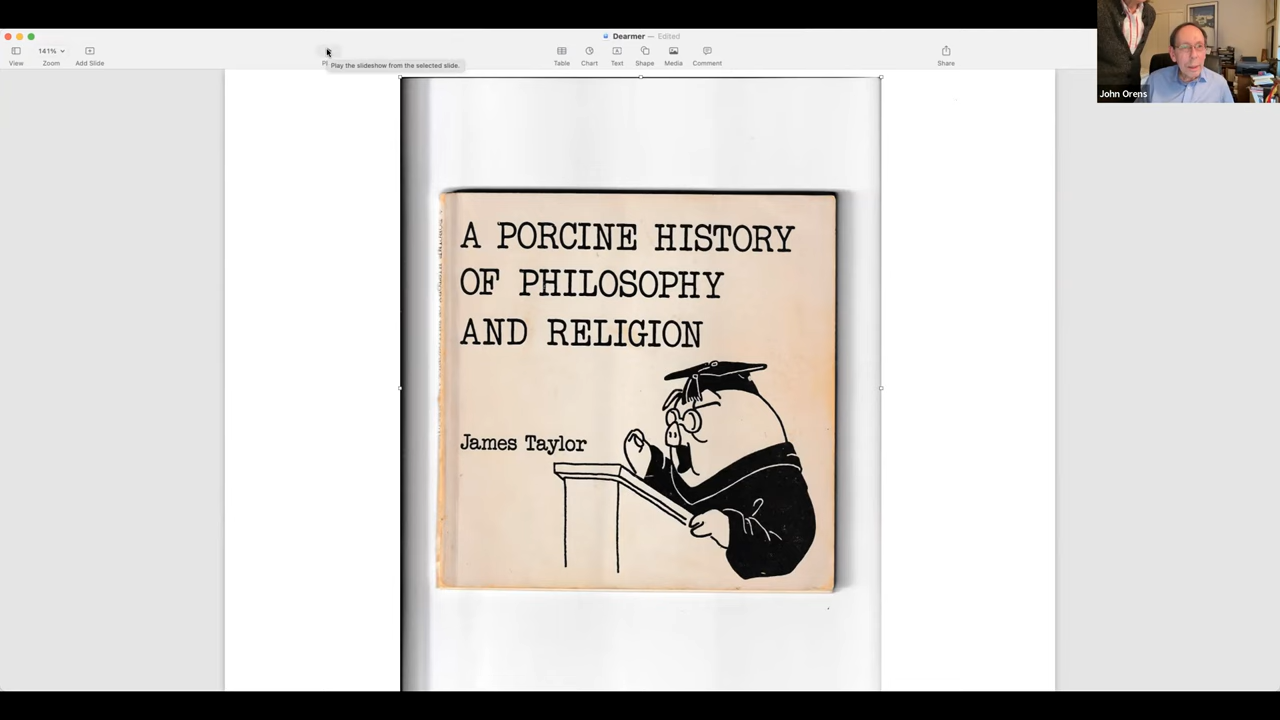 Dearmer — Edited
141%
View
Zoom
Add Slide
Play the slideshow from the selected slide.
Table
Chart
Text
Shape
Media
Comment
Share
John Orens
A PORCINE HISTORY
OF PHILOSOPHY
AND RELIGION
James Taylor